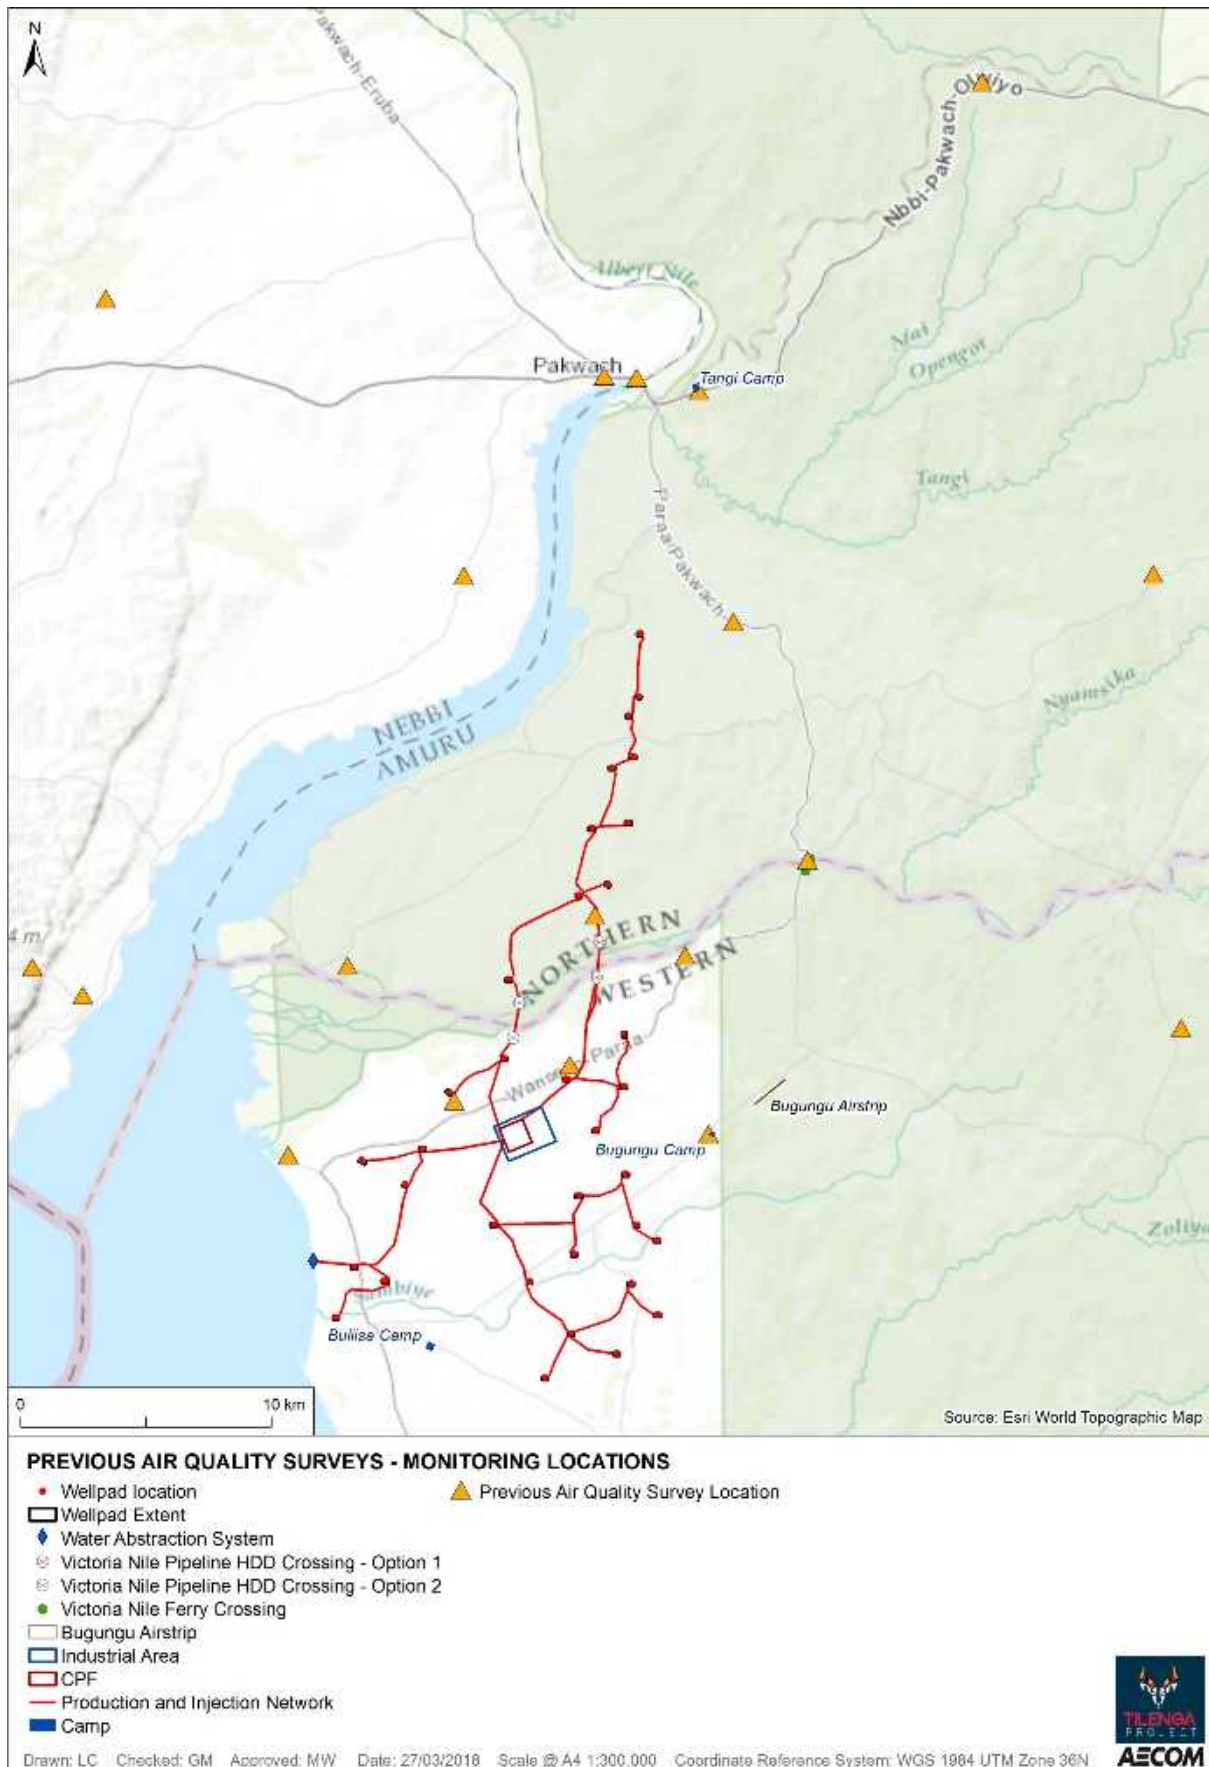 N
Pakwach-Eruba
Nbbi-Pakwach-Olwiyo
Albert Nile
Niai
Opengor
Pakwach
Tangi Camp
Tangi
Paraa/Pakwach
Nyamsika
NEBBI
AMURU
4 m
NORTHERN
WESTERN
Wanseko-Paraa
Bugungu Airstrip
Bugungu Camp
Zoliya
Sambiye
Buliisa Camp
0 10 km
Source: Esri World Topographic Map
PREVIOUS AIR QUALITY SURVEYS - MONITORING LOCATIONS
Wellpad location
Previous Air Quality Survey Location
Wellpad Extent
Water Abstraction System
Victoria Nile Pipeline HDD Crossing - Option 1
Victoria Nile Pipeline HDD Crossing - Option 2
Victoria Nile Ferry Crossing
Bugungu Airstrip
Industrial Area
CPF
Production and Injection Network
Camp
TILENGA
PROJECT
AECOM
Drawn: LC Checked: GM Approved: MW Date: 27/03/2018 Scale @ A4 1:300,000 Coordinate Reference System: WGS 1984 UTM Zone 36N